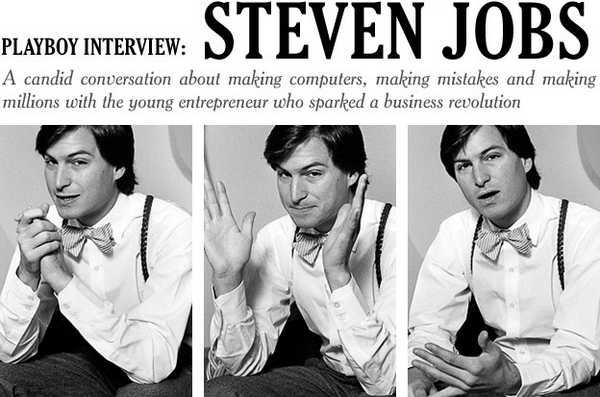 PLAYBOY INTERVIEW: STEVEN JOBS
A candid conversation about making computers, making mistakes and making
millions with the young entrepreneur who sparked a business revolution